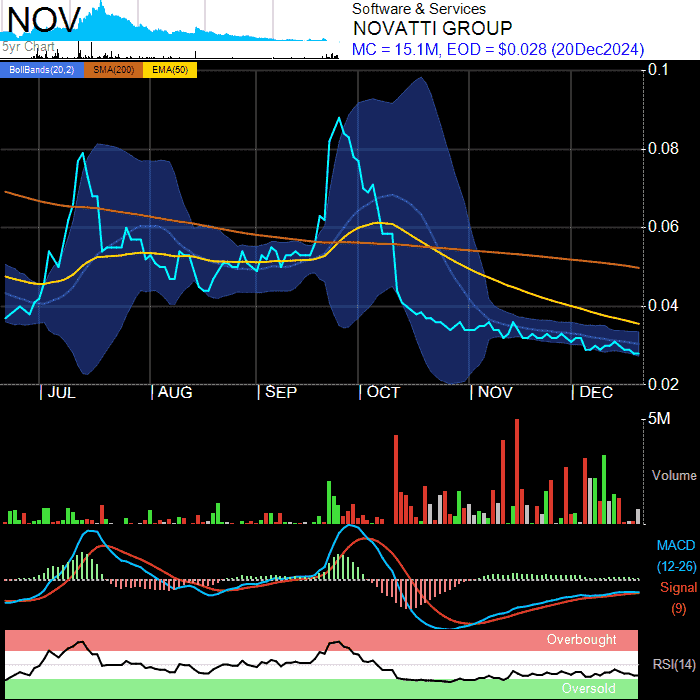 NOV
5yr Chart
Software & Services
NOVATTI GROUP
MC = 15.1M, EOD = $0.028 (20Dec2024)
BollBands(20,2) SMA(200) EMA(50)
0.1
0.08
0.06
0.04
0.02
JUL AUG SEP OCT NOV DEC
5M
Volume
MACD
(12-26)
Signal
(9)
Overbought
RSI(14)
Oversold